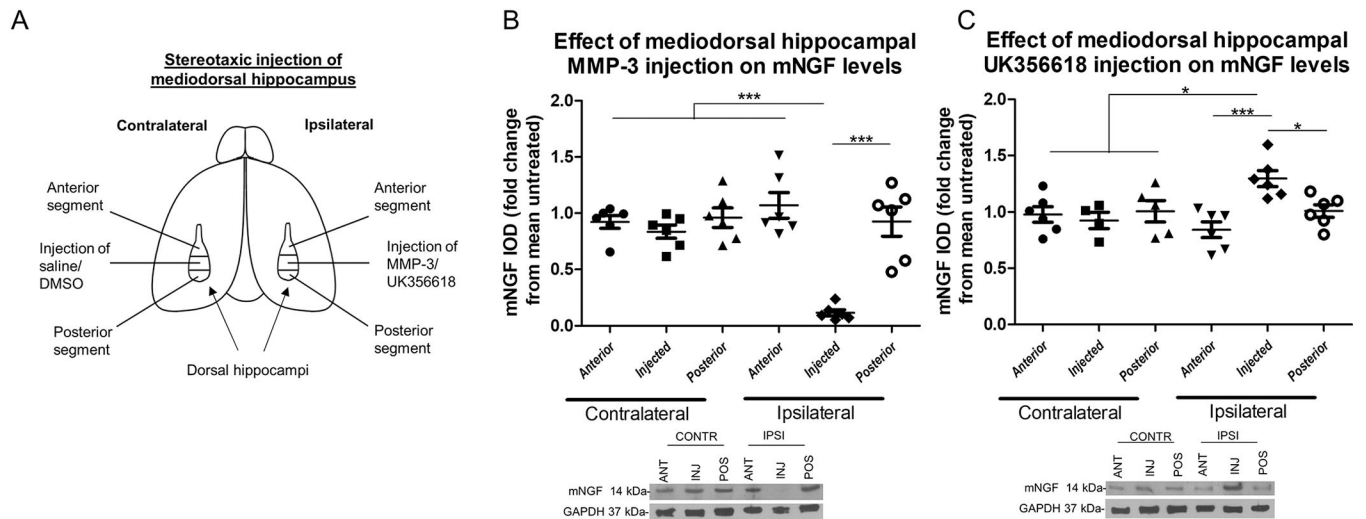 A
Stereotaxic injection of
mediodorsal hippocampus
Contralateral
Ipsilateral
Anterior
segment
Injection of
saline/
DMSO
Posterior
segment
Anterior
segment
Injection of
MMP-3/
UK356618
Posterior
segment
Dorsal hippocampi
B
Effect of mediodorsal hippocampal
MMP-3 injection on mNGF levels
mNGF IOD (fold change
from mean untreated)
2.0
1.5
1.0
0.5
0.0
***
***
Anterior
Injected
Posterior
Anterior
Injected
Posterior
Contralateral
Ipsilateral
CONTR
IPSI
ANT
INJ
POS
ANT
INJ
POS
mNGF 14 kDa-
GAPDH 37 kDa-
C
Effect of mediodorsal hippocampal
UK356618 injection on mNGF levels
mNGF IOD (fold change
from mean untreated)
2.0
1.5
1.0
0.5
0.0
*
***
*
Anterior
Injected
Posterior
Anterior
Injected
Posterior
Contralateral
Ipsilateral
CONTR
IPSI
ANT
INJ
POS
ANT
INJ
POS
mNGF 14 kDa-
GAPDH 37 kDa-